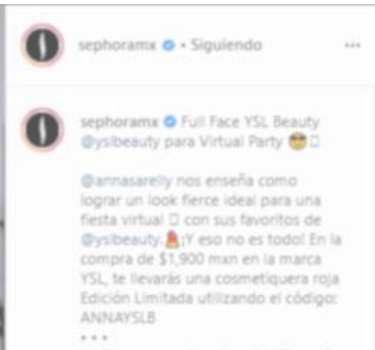 sephoramx • Siguiendo
sephoramx Full Face YSL Beauty
@yslbeauty para Virtual Party 😎
@annasarelly nos enseña como
lograr un look fierce ideal para una
fiesta virtual con sus favoritos de
@yslbeauty.💄¡Y eso no es todo! En la
compra de $1,900 mxn en la marca
YSL, te llevarás una cosmetiquera roja
Edición Limitada utilizando el código:
ANNAYSLB
• • •